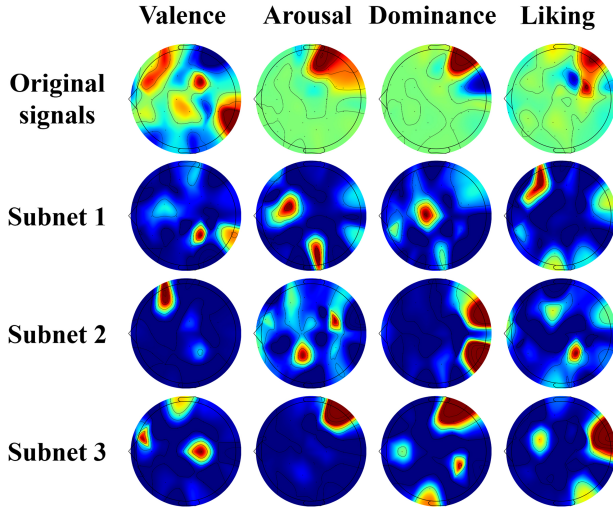 Valence Arousal Dominance Liking
Original
signals
Subnet 1
Subnet 2
Subnet 3